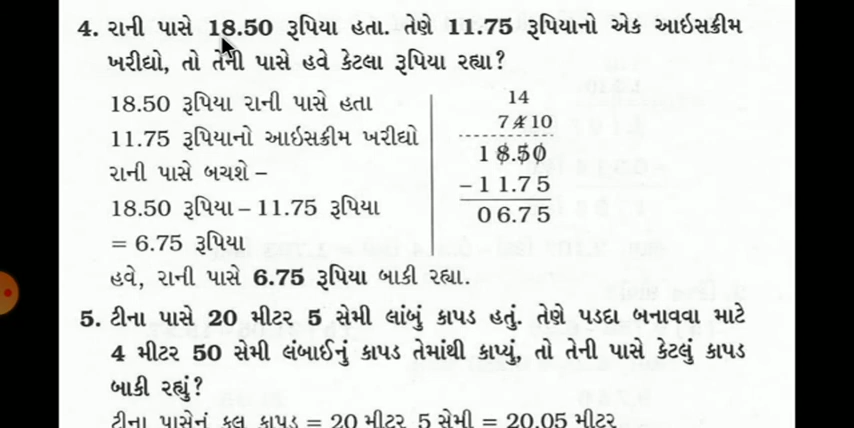 4. રાની પાસે 18.50 રૂપિયા હતા. તેણે 11.75 રૂપિયાનો એક આઇસક્રીમ
ખરીદ્યો, તો તેની પાસે હવે કેટલા રૂપિયા રહ્યા?
18.50 રૂપિયા રાની પાસે હતા
11.75 રૂપિયાનો આઇસક્રીમ ખરીદ્યો
રાની પાસે બચશે –
18.50 રૂપિયા – 11.75 રૂપિયા
= 6.75 રૂપિયા
14
7 4 10
1 8.5 0
– 1 1.7 5
0 6.7 5
હવે, રાની પાસે 6.75 રૂપિયા બાકી રહ્યા.
5. ટીના પાસે 20 મીટર 5 સેમી લાંબું કાપડ હતું. તેણે પડદા બનાવવા માટે
4 મીટર 50 સેમી લંબાઈનું કાપડ તેમાંથી કાપ્યું, તો તેની પાસે કેટલું કાપડ
બાકી રહ્યું?
ટીના પાસેનું કુલ કાપડ = 20 મીટર 5 સેમી = 20.05 મીટર